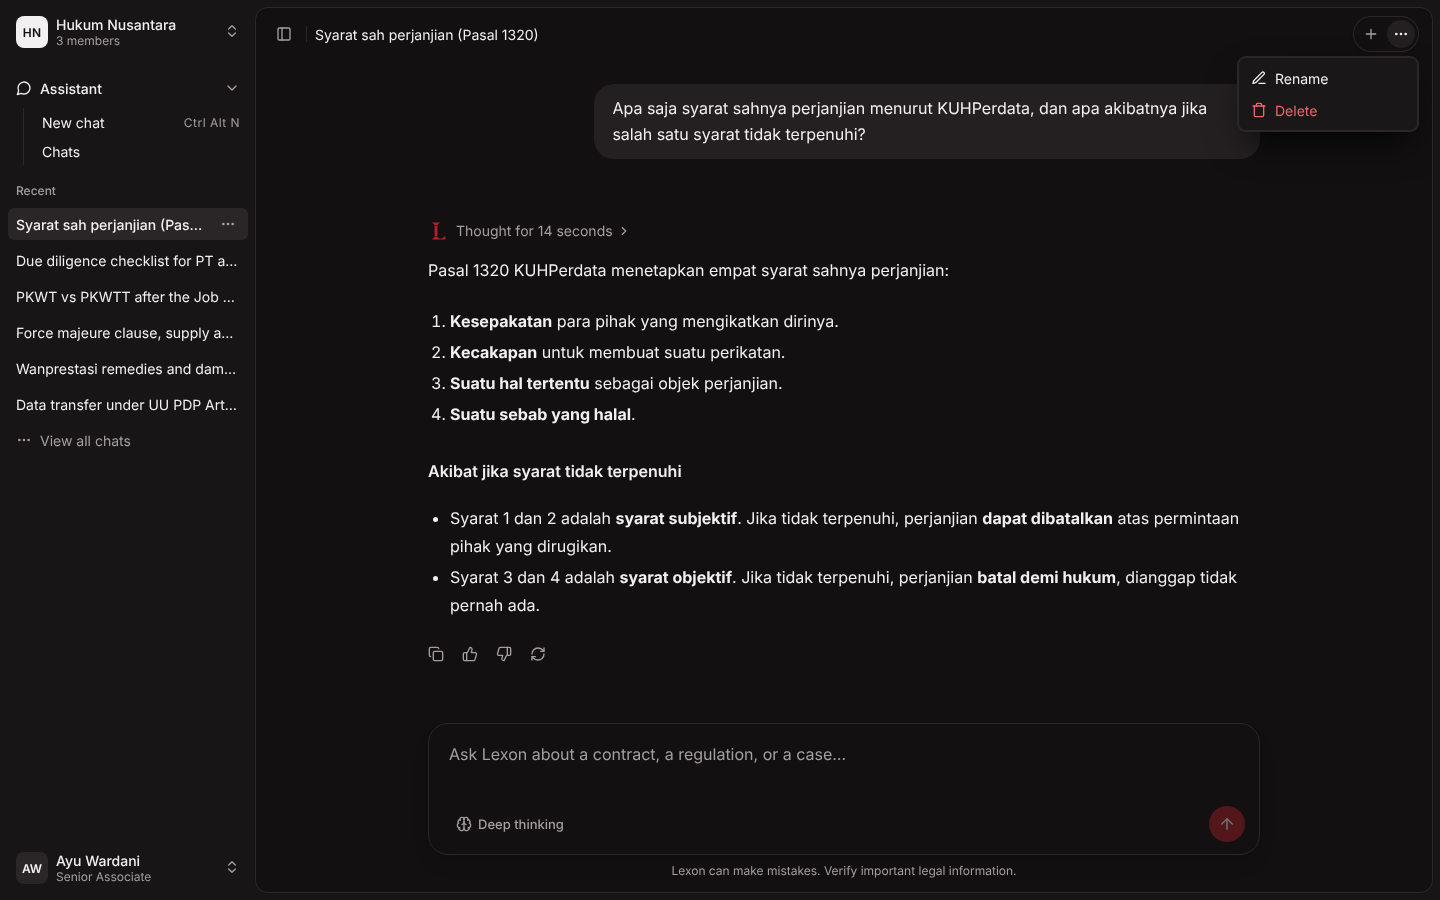 HN
Hukum Nusantara
3 members
Assistant
New chat
Ctrl Alt N
Chats
Recent
Syarat sah perjanjian (Pas...
Due diligence checklist for PT a...
PKWT vs PKWTT after the Job ...
Force majeure clause, supply a...
Wanprestasi remedies and dam...
Data transfer under UU PDP Art...
View all chats
AW
Ayu Wardani
Senior Associate
Syarat sah perjanjian (Pasal 1320)
Rename
Delete
Apa saja syarat sahnya perjanjian menurut KUHPerdata, dan apa akibatnya jika
salah satu syarat tidak terpenuhi?
L
Thought for 14 seconds
Pasal 1320 KUHPerdata menetapkan empat syarat sahnya perjanjian:
1. Kesepakatan para pihak yang mengikatkan dirinya.
2. Kecakapan untuk membuat suatu perikatan.
3. Suatu hal tertentu sebagai objek perjanjian.
4. Suatu sebab yang halal.
Akibat jika syarat tidak terpenuhi
• Syarat 1 dan 2 adalah syarat subjektif. Jika tidak terpenuhi, perjanjian dapat dibatalkan atas permintaan
pihak yang dirugikan.
• Syarat 3 dan 4 adalah syarat objektif. Jika tidak terpenuhi, perjanjian batal demi hukum, dianggap tidak
pernah ada.
Ask Lexon about a contract, a regulation, or a case...
Deep thinking
Lexon can make mistakes. Verify important legal information.